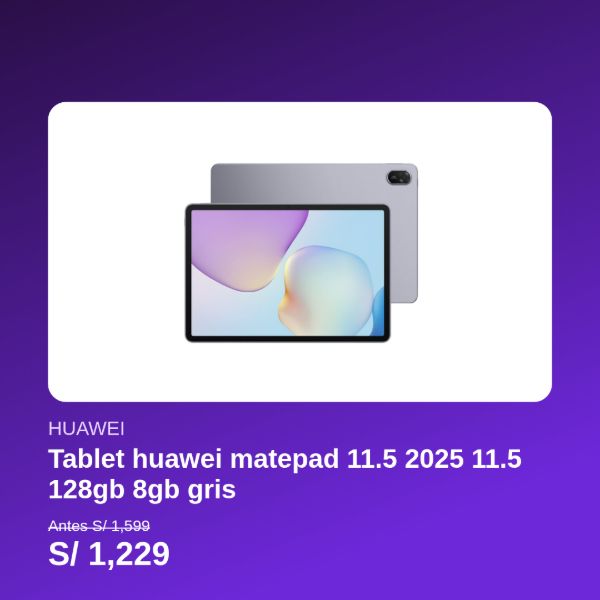 HUAWEI
Tablet huawei matepad 11.5 2025 11.5
128gb 8gb gris
Antes S/ 1,599
S/ 1,229